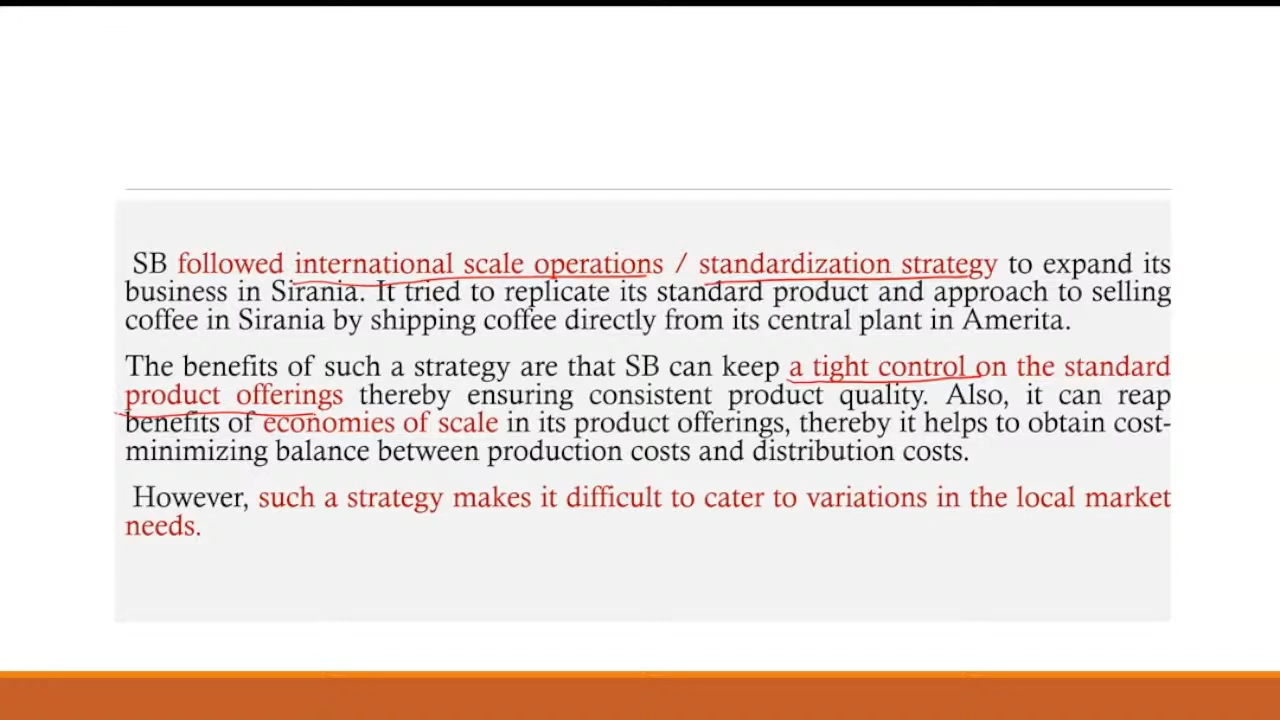 SB followed international scale operations / standardization strategy to expand its
business in Sirania. It tried to replicate its standard product and approach to selling
coffee in Sirania by shipping coffee directly from its central plant in Amerita.
The benefits of such a strategy are that SB can keep a tight control on the standard
product offerings thereby ensuring consistent product quality. Also, it can reap
benefits of economies of scale in its product offerings, thereby it helps to obtain cost-
minimizing balance between production costs and distribution costs.
However, such a strategy makes it difficult to cater to variations in the local market
needs.